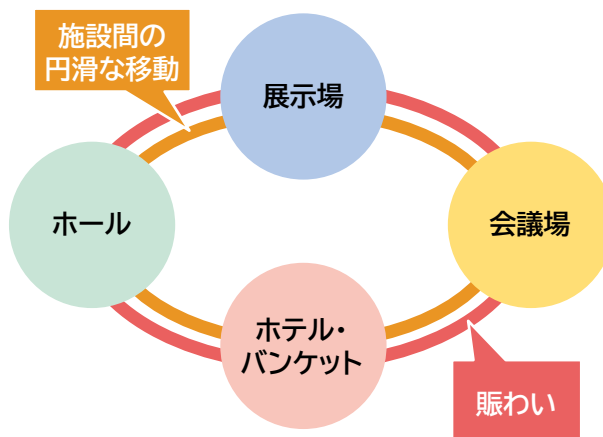 施設間の
円滑な移動
展示場
ホール
会議場
ホテル・
バンケット
賑わい